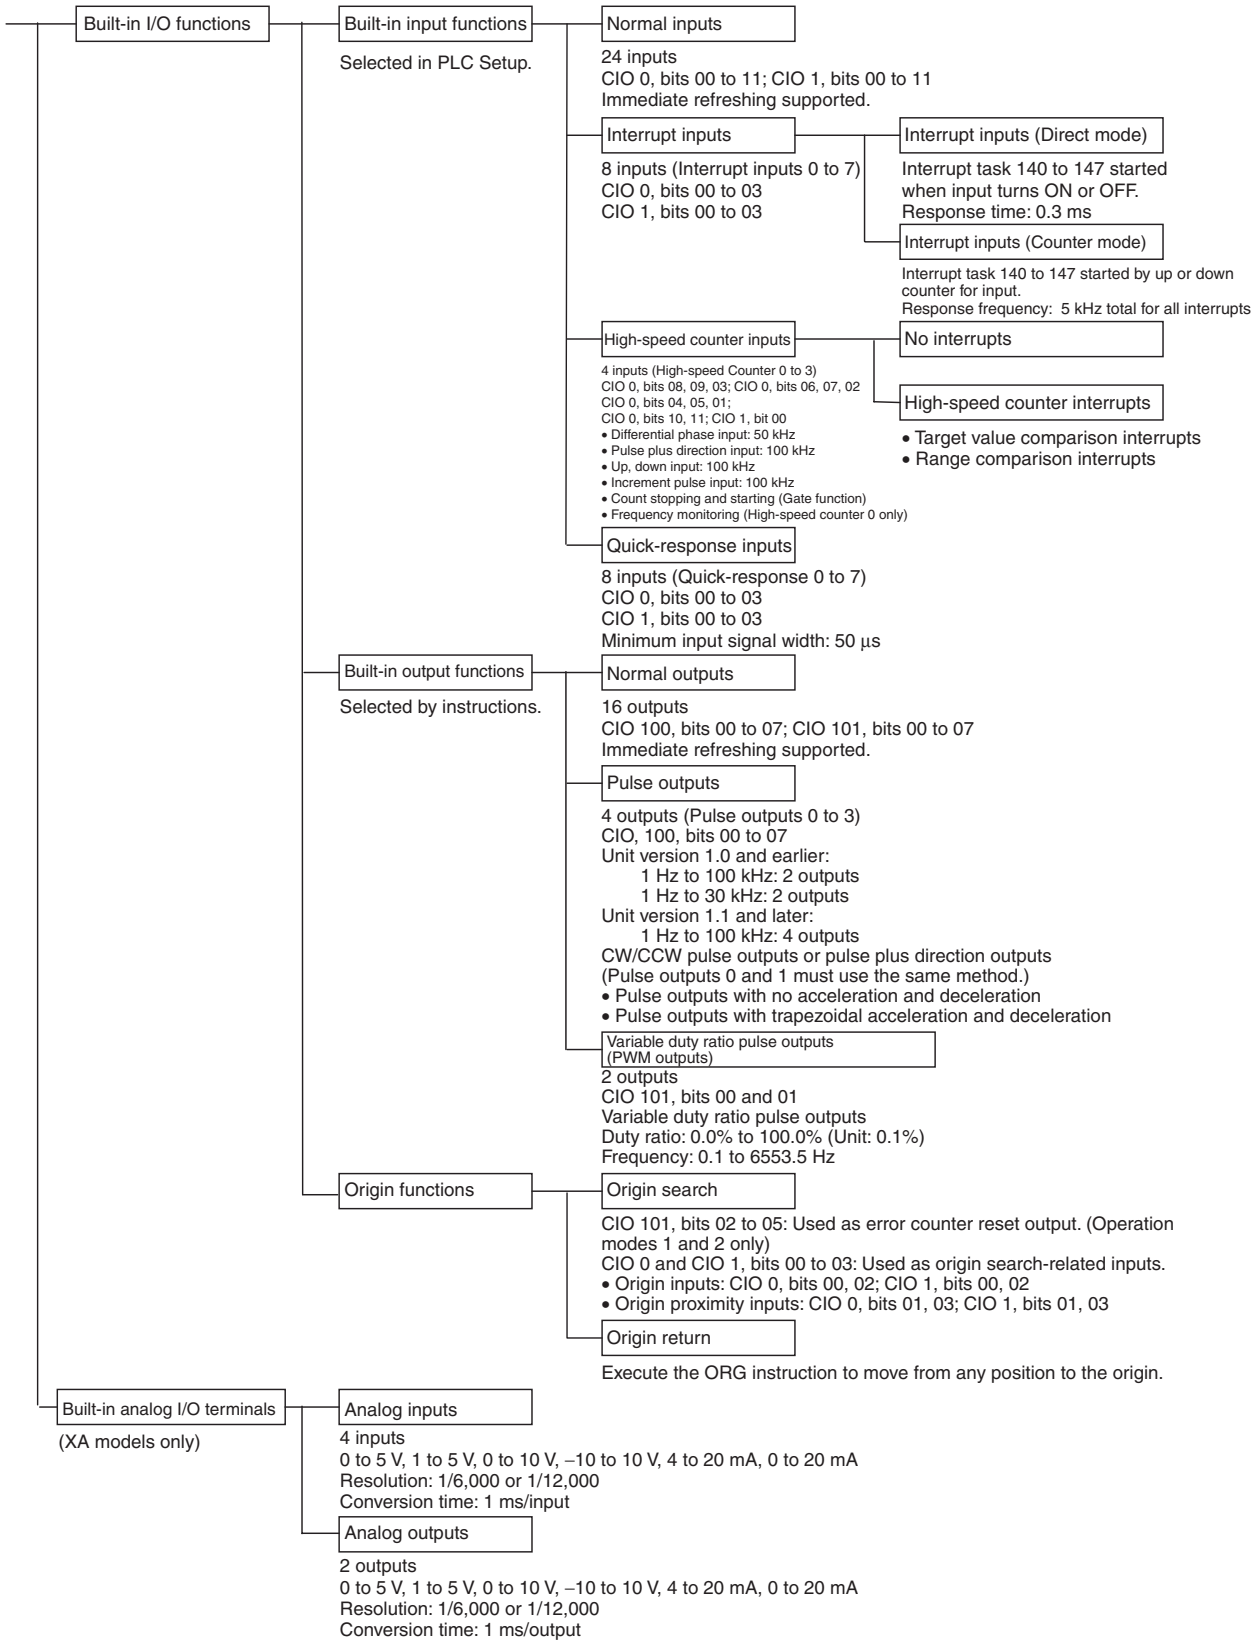 Built-in I/O functions
Built-in input functions
Selected in PLC Setup.
Normal inputs
24 inputs
CIO 0, bits 00 to 11; CIO 1, bits 00 to 11
Immediate refreshing supported.
Interrupt inputs
8 inputs (Interrupt inputs 0 to 7)
CIO 0, bits 00 to 03
CIO 1, bits 00 to 03
Interrupt inputs (Direct mode)
Interrupt task 140 to 147 started
when input turns ON or OFF.
Response time: 0.3 ms
Interrupt inputs (Counter mode)
Interrupt task 140 to 147 started by up or down
counter for input.
Response frequency: 5 kHz total for all interrupts
High-speed counter inputs
4 inputs (High-speed Counter 0 to 3)
CIO 0, bits 08, 09, 03; CIO 0, bits 06, 07, 02
CIO 0, bits 04, 05, 01;
CIO 0, bits 10, 11; CIO 1, bit 00
• Differential phase input: 50 kHz
• Pulse plus direction input: 100 kHz
• Up, down input: 100 kHz
• Increment pulse input: 100 kHz
• Count stopping and starting (Gate function)
• Frequency monitoring (High-speed counter 0 only)
No interrupts
High-speed counter interrupts
• Target value comparison interrupts
• Range comparison interrupts
Quick-response inputs
8 inputs (Quick-response 0 to 7)
CIO 0, bits 00 to 03
CIO 1, bits 00 to 03
Minimum input signal width: 50 μs
Built-in output functions
Selected by instructions.
Normal outputs
16 outputs
CIO 100, bits 00 to 07; CIO 101, bits 00 to 07
Immediate refreshing supported.
Pulse outputs
4 outputs (Pulse outputs 0 to 3)
CIO, 100, bits 00 to 07
Unit version 1.0 and earlier:
1 Hz to 100 kHz: 2 outputs
1 Hz to 30 kHz: 2 outputs
Unit version 1.1 and later:
1 Hz to 100 kHz: 4 outputs
CW/CCW pulse outputs or pulse plus direction outputs
(Pulse outputs 0 and 1 must use the same method.)
• Pulse outputs with no acceleration and deceleration
• Pulse outputs with trapezoidal acceleration and deceleration
Variable duty ratio pulse outputs
(PWM outputs)
2 outputs
CIO 101, bits 00 and 01
Variable duty ratio pulse outputs
Duty ratio: 0.0% to 100.0% (Unit: 0.1%)
Frequency: 0.1 to 6553.5 Hz
Origin functions
Origin search
CIO 101, bits 02 to 05: Used as error counter reset output. (Operation
modes 1 and 2 only)
CIO 0 and CIO 1, bits 00 to 03: Used as origin search-related inputs.
• Origin inputs: CIO 0, bits 00, 02; CIO 1, bits 00, 02
• Origin proximity inputs: CIO 0, bits 01, 03; CIO 1, bits 01, 03
Origin return
Execute the ORG instruction to move from any position to the origin.
Built-in analog I/O terminals
(XA models only)
Analog inputs
4 inputs
0 to 5 V, 1 to 5 V, 0 to 10 V, −10 to 10 V, 4 to 20 mA, 0 to 20 mA
Resolution: 1/6,000 or 1/12,000
Conversion time: 1 ms/input
Analog outputs
2 outputs
0 to 5 V, 1 to 5 V, 0 to 10 V, −10 to 10 V, 4 to 20 mA, 0 to 20 mA
Resolution: 1/6,000 or 1/12,000
Conversion time: 1 ms/output